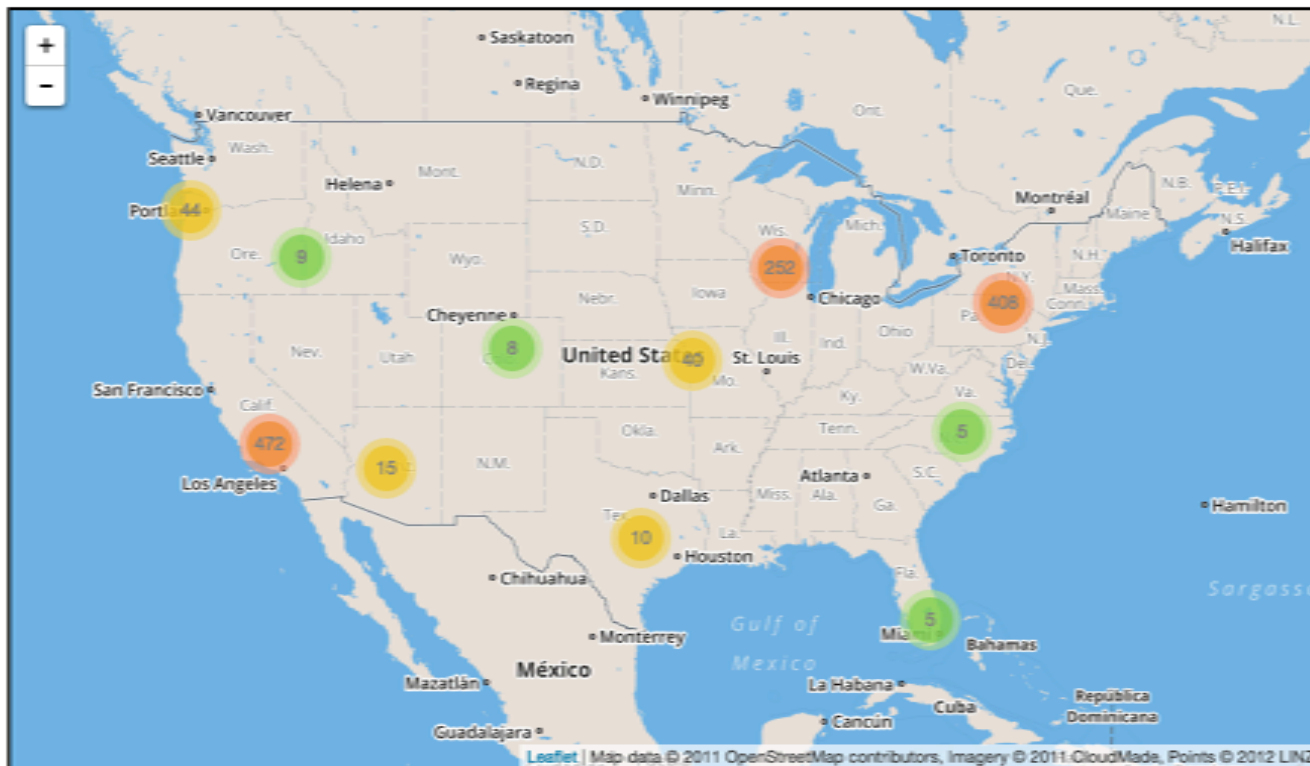 N.L.
+
Saskatoon
−
Regina
Que.
Winnipeg
Vancouver
Ont.
Wash.
Seattle
N.D.
Mont.
Helena
Minn.
N.B.
P.E.I.
Montréal
44
Maine
N.S.
Idaho
S.D.
Wis.
Mich.
Halifax
Ore.
9
Wyo.
Toronto
N.H.
252
N.Y.
Iowa
Mass.
Nebr.
Chicago
408
Conn.
Cheyenne
Ill.
Ind.
Ohio
N.J.
8
Nev.
Utah
United States
40
St. Louis
Del.
Kans.
W.Va.
Mo.
San Francisco
Ky.
Va.
Calif.
Okla.
Tenn.
5
472
Ark.
15
N.M.
S.C.
Los Angeles
Atlanta
Dallas
Miss.
Ala.
Ga.
Hamilton
10
La.
Houston
Fla.
Chihuahua
5
Gulf of
Mexico
Miami
Monterrey
Bahamas
México
Mazatlán
La Habana
República
Dominicana
Cuba
Cancún
Guadalajara
Leaflet | Map data © 2011 OpenStreetMap contributors, Imagery © 2011 CloudMade, Points © 2012 LINZ